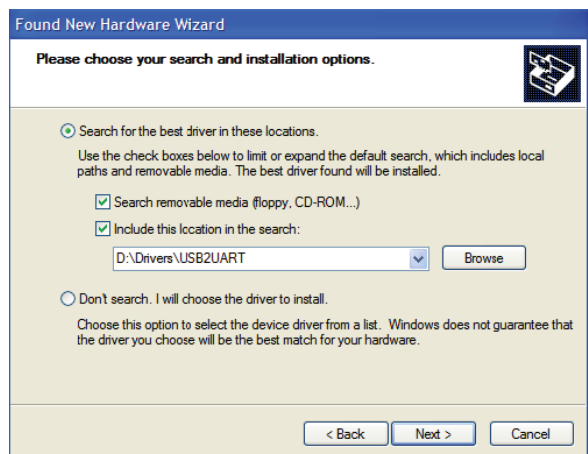 Found New Hardware Wizard
Please choose your search and installation options.
Search for the best driver in these locations.
Use the check boxes below to limit or expand the default search, which includes local
paths and removable media. The best driver found will be installed.
Search removable media (floppy, CD-ROM...)
Include this location in the search:
D:\Drivers\USB2UART
Browse
Don't search. I will choose the driver to install.
Choose this option to select the device driver from a list. Windows does not guarantee that
the driver you choose will be the best match for your hardware.
< Back Next > Cancel